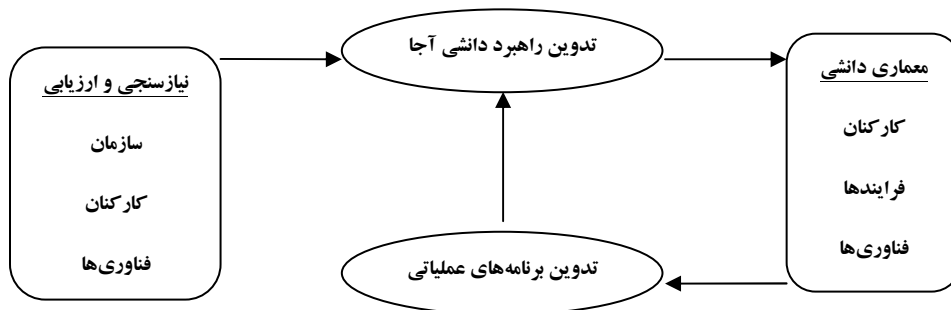 تدوین راهبرد دانشی آجا
معماری دانشی
کارکنان
فرایندها
فناوری‌ها
نیازسنجی و ارزیابی
سازمان
کارکنان
فناوری‌ها
تدوین برنامه‌های عملیاتی